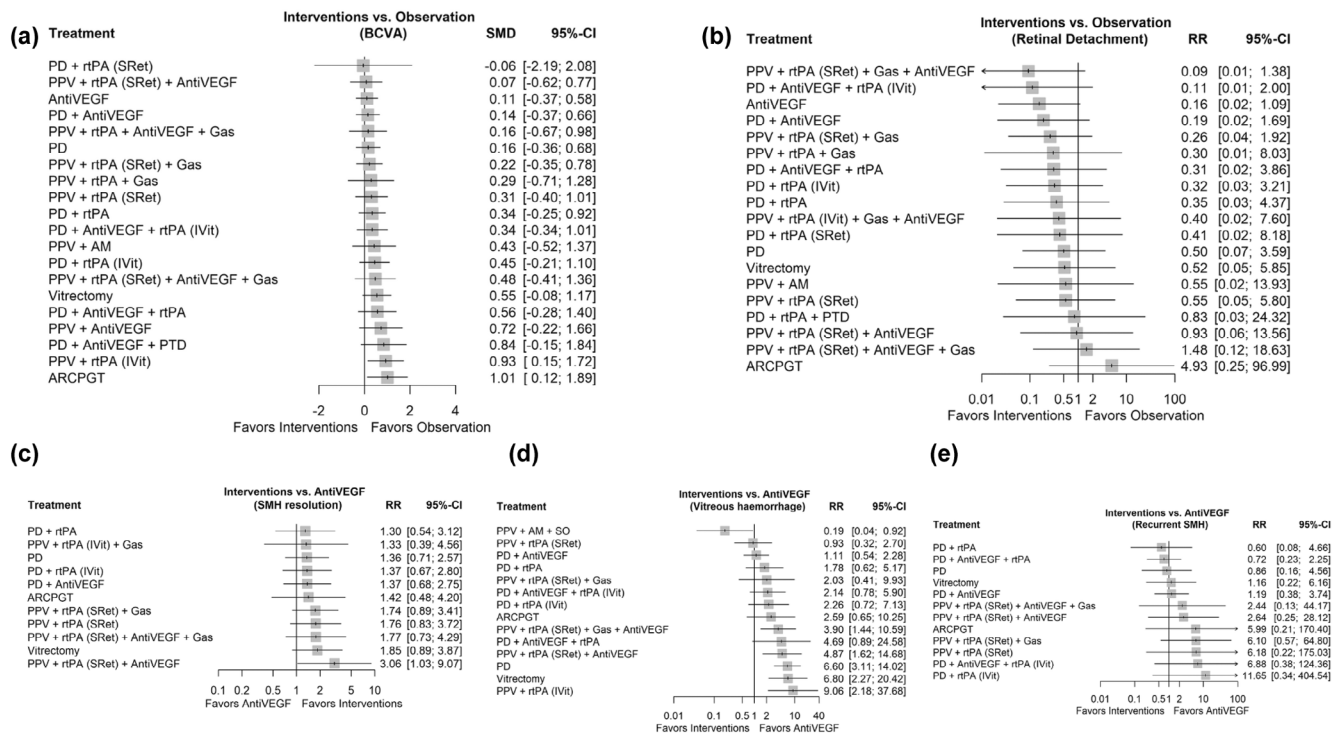 (a)
Interventions vs. Observation
Treatment (BCVA) SMD 95%-CI
PD + rtPA (SRet) -0.06 [-2.19; 2.08]
PPV + rtPA (SRet) + AntiVEGF 0.07 [-0.62; 0.77]
AntiVEGF 0.11 [-0.37; 0.58]
PD + AntiVEGF 0.14 [-0.37; 0.66]
PPV + rtPA + AntiVEGF + Gas 0.16 [-0.67; 0.98]
PD 0.16 [-0.36; 0.68]
PPV + rtPA (SRet) + Gas 0.22 [-0.35; 0.78]
PPV + rtPA + Gas 0.29 [-0.71; 1.28]
PPV + rtPA (SRet) 0.31 [-0.40; 1.01]
PD + rtPA 0.34 [-0.25; 0.92]
PD + AntiVEGF + rtPA (IVit) 0.34 [-0.34; 1.01]
PPV + AM 0.43 [-0.52; 1.37]
PD + rtPA (IVit) 0.45 [-0.21; 1.10]
PPV + rtPA (SRet) + AntiVEGF + Gas 0.48 [-0.41; 1.36]
Vitrectomy 0.55 [-0.08; 1.17]
PD + AntiVEGF + rtPA 0.56 [-0.28; 1.40]
PPV + AntiVEGF 0.72 [-0.22; 1.66]
PD + AntiVEGF + PTD 0.84 [-0.15; 1.84]
PPV + rtPA (IVit) 0.93 [ 0.15; 1.72]
ARCPGT 1.01 [ 0.12; 1.89]
-2 0 2 4
Favors Interventions Favors Observation
(b)
Interventions vs. Observation
Treatment (Retinal Detachment) RR 95%-CI
PPV + rtPA (SRet) + Gas + AntiVEGF 0.09 [0.01; 1.38]
PD + AntiVEGF + rtPA (IVit) 0.11 [0.01; 2.00]
AntiVEGF 0.16 [0.02; 1.09]
PD + AntiVEGF 0.19 [0.02; 1.69]
PPV + rtPA (SRet) + Gas 0.26 [0.04; 1.92]
PPV + rtPA + Gas 0.30 [0.01; 8.03]
PD + AntiVEGF + rtPA 0.31 [0.02; 3.86]
PD + rtPA (IVit) 0.32 [0.03; 3.21]
PD + rtPA 0.35 [0.03; 4.37]
PPV + rtPA (IVit) + Gas + AntiVEGF 0.40 [0.02; 7.60]
PD + rtPA (SRet) 0.41 [0.02; 8.18]
PD 0.50 [0.07; 3.59]
Vitrectomy 0.52 [0.05; 5.85]
PPV + AM 0.55 [0.02; 13.93]
PPV + rtPA (SRet) 0.55 [0.05; 5.80]
PD + rtPA + PTD 0.83 [0.03; 24.32]
PPV + rtPA (SRet) + AntiVEGF 0.93 [0.06; 13.56]
PPV + rtPA (SRet) + AntiVEGF + Gas 1.48 [0.12; 18.63]
ARCPGT 4.93 [0.25; 96.99]
0.01 0.1 0.5 1 2 10 100
Favors Interventions Favors Observation
(c)
Interventions vs. AntiVEGF
Treatment (SMH resolution) RR 95%-CI
PD + rtPA 1.30 [0.54; 3.12]
PPV + rtPA (IVit) + Gas 1.33 [0.39; 4.56]
PD 1.36 [0.71; 2.57]
PD + rtPA (IVit) 1.37 [0.67; 2.80]
PD + AntiVEGF 1.37 [0.68; 2.75]
ARCPGT 1.42 [0.48; 4.20]
PPV + rtPA (SRet) + Gas 1.74 [0.89; 3.41]
PPV + rtPA (SRet) 1.76 [0.83; 3.72]
PPV + rtPA (SRet) + AntiVEGF + Gas 1.77 [0.73; 4.29]
Vitrectomy 1.85 [0.89; 3.87]
PPV + rtPA (SRet) + AntiVEGF 3.06 [1.03; 9.07]
0.1 0.2 0.5 1 2 5 10
Favors AntiVEGF Favors Interventions
(d)
Interventions vs. AntiVEGF
Treatment (Vitreous haemorrhage) RR 95%-CI
PPV + AM + SO 0.19 [0.04; 0.92]
PPV + rtPA (SRet) 0.93 [0.32; 2.70]
PD + AntiVEGF 1.11 [0.54; 2.28]
PD + rtPA 1.78 [0.62; 5.17]
PPV + rtPA (SRet) + Gas 2.03 [0.41; 9.93]
PD + AntiVEGF + rtPA (IVit) 2.14 [0.78; 5.90]
PD + rtPA (IVit) 2.26 [0.72; 7.13]
ARCPGT 2.59 [0.65; 10.25]
PPV + rtPA (SRet) + Gas + AntiVEGF 3.90 [1.44; 10.59]
PD + AntiVEGF + rtPA 4.69 [0.89; 24.58]
PPV + rtPA (SRet) + AntiVEGF 4.87 [1.62; 14.68]
PD 6.60 [3.11; 14.02]
Vitrectomy 6.80 [2.27; 20.42]
PPV + rtPA (IVit) 9.06 [2.18; 37.68]
0.01 0.1 0.5 1 2 10 40
Favors Interventions Favors AntiVEGF
(e)
Interventions vs. AntiVEGF
Treatment (Recurrent SMH) RR 95%-CI
PD + rtPA 0.60 [0.08; 4.66]
PD + AntiVEGF + rtPA 0.72 [0.23; 2.25]
PD 0.86 [0.16; 4.56]
Vitrectomy 1.16 [0.22; 6.16]
PD + AntiVEGF 1.19 [0.38; 3.74]
PPV + rtPA (SRet) + AntiVEGF + Gas 2.44 [0.13; 44.17]
PPV + rtPA (SRet) + AntiVEGF 2.64 [0.25; 28.12]
ARCPGT 5.99 [0.21; 170.40]
PPV + rtPA (SRet) + Gas 6.10 [0.57; 64.80]
PPV + rtPA (SRet) 6.18 [0.22; 175.03]
PD + AntiVEGF + rtPA (IVit) 6.88 [0.38; 124.36]
PD + rtPA (IVit) 11.65 [0.34; 404.54]
0.01 0.1 0.5 1 2 10 100
Favors Interventions Favors AntiVEGF